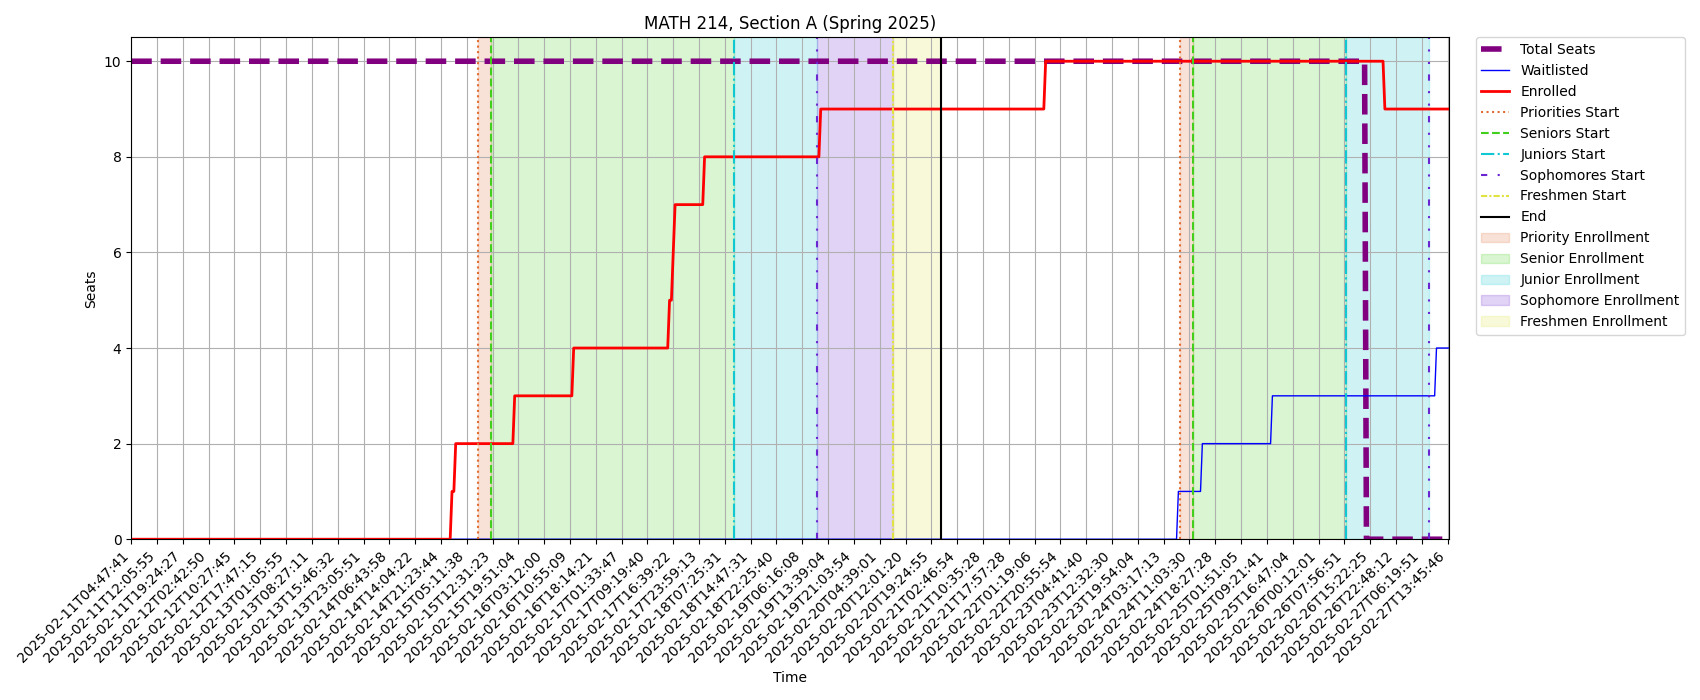 MATH 214, Section A (Spring 2025)
Seats
10
8
6
4
2
0
2025-02-11T04:47:41
2025-02-11T12:05:55
2025-02-11T19:24:27
2025-02-12T02:42:50
2025-02-12T10:27:45
2025-02-12T17:47:15
2025-02-13T01:05:55
2025-02-13T08:27:11
2025-02-13T15:46:32
2025-02-13T23:05:51
2025-02-14T06:43:58
2025-02-14T14:04:22
2025-02-14T21:23:44
2025-02-15T05:11:38
2025-02-15T12:31:23
2025-02-15T19:51:04
2025-02-16T03:12:00
2025-02-16T10:55:09
2025-02-16T18:14:21
2025-02-17T01:33:47
2025-02-17T09:19:40
2025-02-17T16:39:22
2025-02-17T23:59:13
2025-02-18T07:25:31
2025-02-18T14:47:31
2025-02-18T22:25:40
2025-02-19T06:16:08
2025-02-19T13:39:04
2025-02-19T21:03:54
2025-02-20T04:39:01
2025-02-20T12:01:20
2025-02-20T19:24:55
2025-02-21T02:46:54
2025-02-21T10:35:28
2025-02-21T17:57:28
2025-02-22T01:19:06
2025-02-22T20:55:54
2025-02-23T04:41:40
2025-02-23T12:32:30
2025-02-23T19:54:04
2025-02-24T03:17:13
2025-02-24T11:03:30
2025-02-24T18:27:28
2025-02-25T01:51:05
2025-02-25T09:21:41
2025-02-25T16:47:04
2025-02-26T00:12:01
2025-02-26T07:56:51
2025-02-26T15:22:25
2025-02-26T22:48:12
2025-02-27T06:19:51
2025-02-27T13:45:46
Time
Total Seats
Waitlisted
Enrolled
Priorities Start
Seniors Start
Juniors Start
Sophomores Start
Freshmen Start
End
Priority Enrollment
Senior Enrollment
Junior Enrollment
Sophomore Enrollment
Freshmen Enrollment